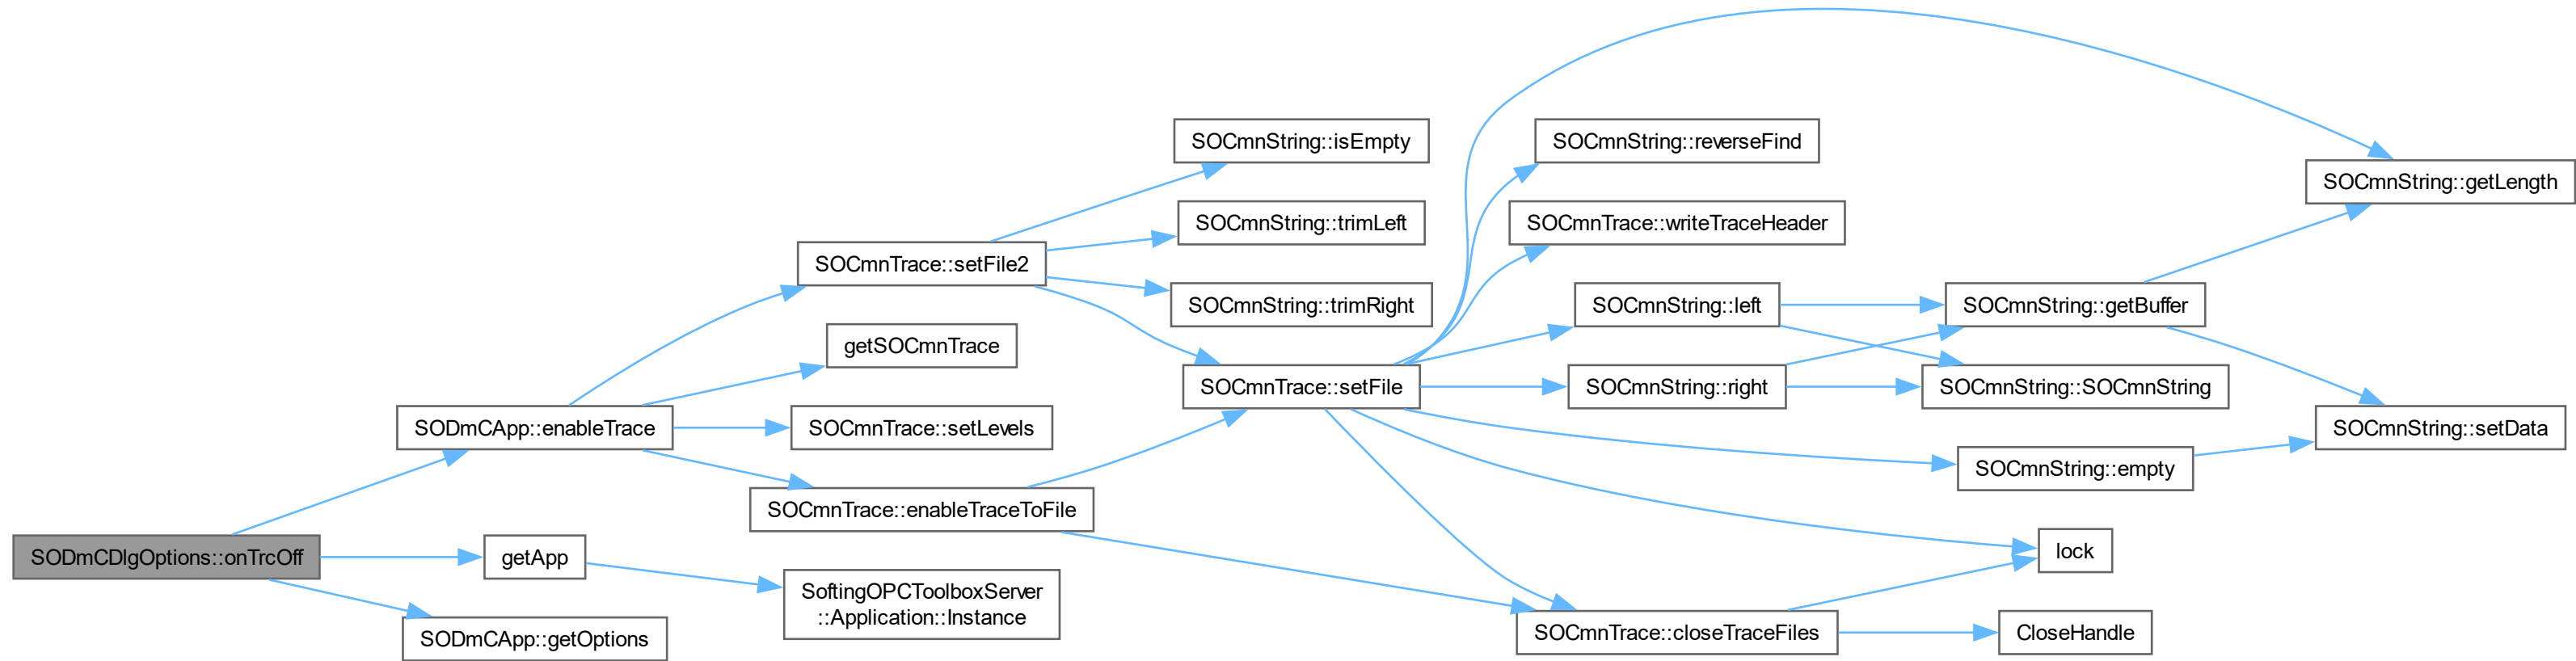 SODmCDlgOptions::onTrcOff
SODmCApp::enableTrace
SOCmnTrace::setFile2
SOCmnString::isEmpty
SOCmnString::trimLeft
SOCmnString::trimRight
SOCmnTrace::setFile
SOCmnString::reverseFind
SOCmnTrace::writeTraceHeader
SOCmnString::left
SOCmnString::right
SOCmnString::getBuffer
SOCmnString::SOCmnString
SOCmnString::getLength
SOCmnString::setData
SOCmnString::empty
lock
SOCmnTrace::closeTraceFiles
CloseHandle
getSOCmnTrace
SOCmnTrace::setLevels
SOCmnTrace::enableTraceToFile
getApp
SoftingOPCToolboxServer
::Application::Instance
SODmCApp::getOptions